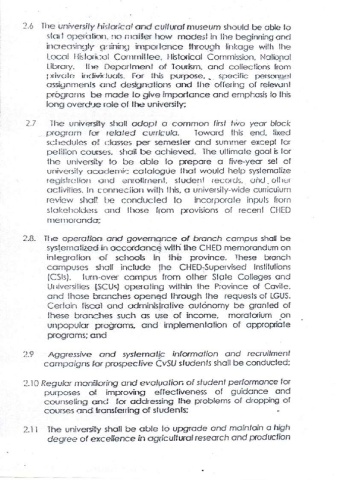 2.6 The university historical and cultural museum should be able to
start operation, no matter how modest in the beginning and
increamingly gaining importance through linkage with the
Local Historical Committee, Historical Commission, National
Library, the Department of Tourism, and collections from
private individuals. For this purpose, specific personnel
assignments and designations and the offering of relevant
programs be made to give importance and emphasis to this
long overdue role of the university;
2.7 The university shall adopt a common first two year block
program for related curricula. Toward this end, fixed
schedules of classes per semester and summer except for
petition courses, shall be achieved. The ultimate goal is for
the university to be able to prepare a five-year set of
university academic catalogue that would help systematize
registration and enrollment, student records, and other
activities. In connection with this, a university-wide curriculum
review shall be conducted to incorporate inputs from
stakeholders and those from provisions of recent CHED
memoranda;
2.8. The operation and governance of branch campus shall be
systematized in accordance with the CHED memorandum on
integration of schools in the province. These branch
campuses shall include the CHED-Supervised Institutions
(CSIs), turn-over campus from other State Colleges and
Universities (SCUs) operating within the Province of Cavite,
and those branches opened through the requests of LGUS.
Certain fiscal and administrative autonomy be granted of
these branches such as use of income, moratorium on
unpopular programs, and implementation of appropriate
programs; and
2.9 Aggressive and systematic information and recruitment
campaigns for prospective CvSU students shall be conducted;
2.10 Regular monitoring and evaluation of student performance for
purposes of improving effectiveness of guidance and
counseling and for addressing the problems of dropping of
courses and transferring of students;
2.11 The university shall be able to upgrade and maintain a high
degree of excellence in agricultural research and production